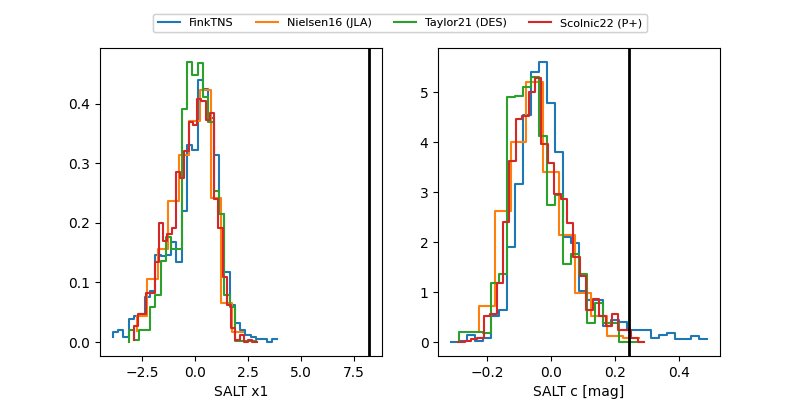 FinkTNS Nielsen16 (JLA) Taylor21 (DES) Scolnic22 (P+)
0.4
0.3
0.2
0.1
0.0
−2.5 0.0 2.5 5.0 7.5
SALT x1
5
4
3
2
1
0
−0.2 0.0 0.2 0.4
SALT c [mag]